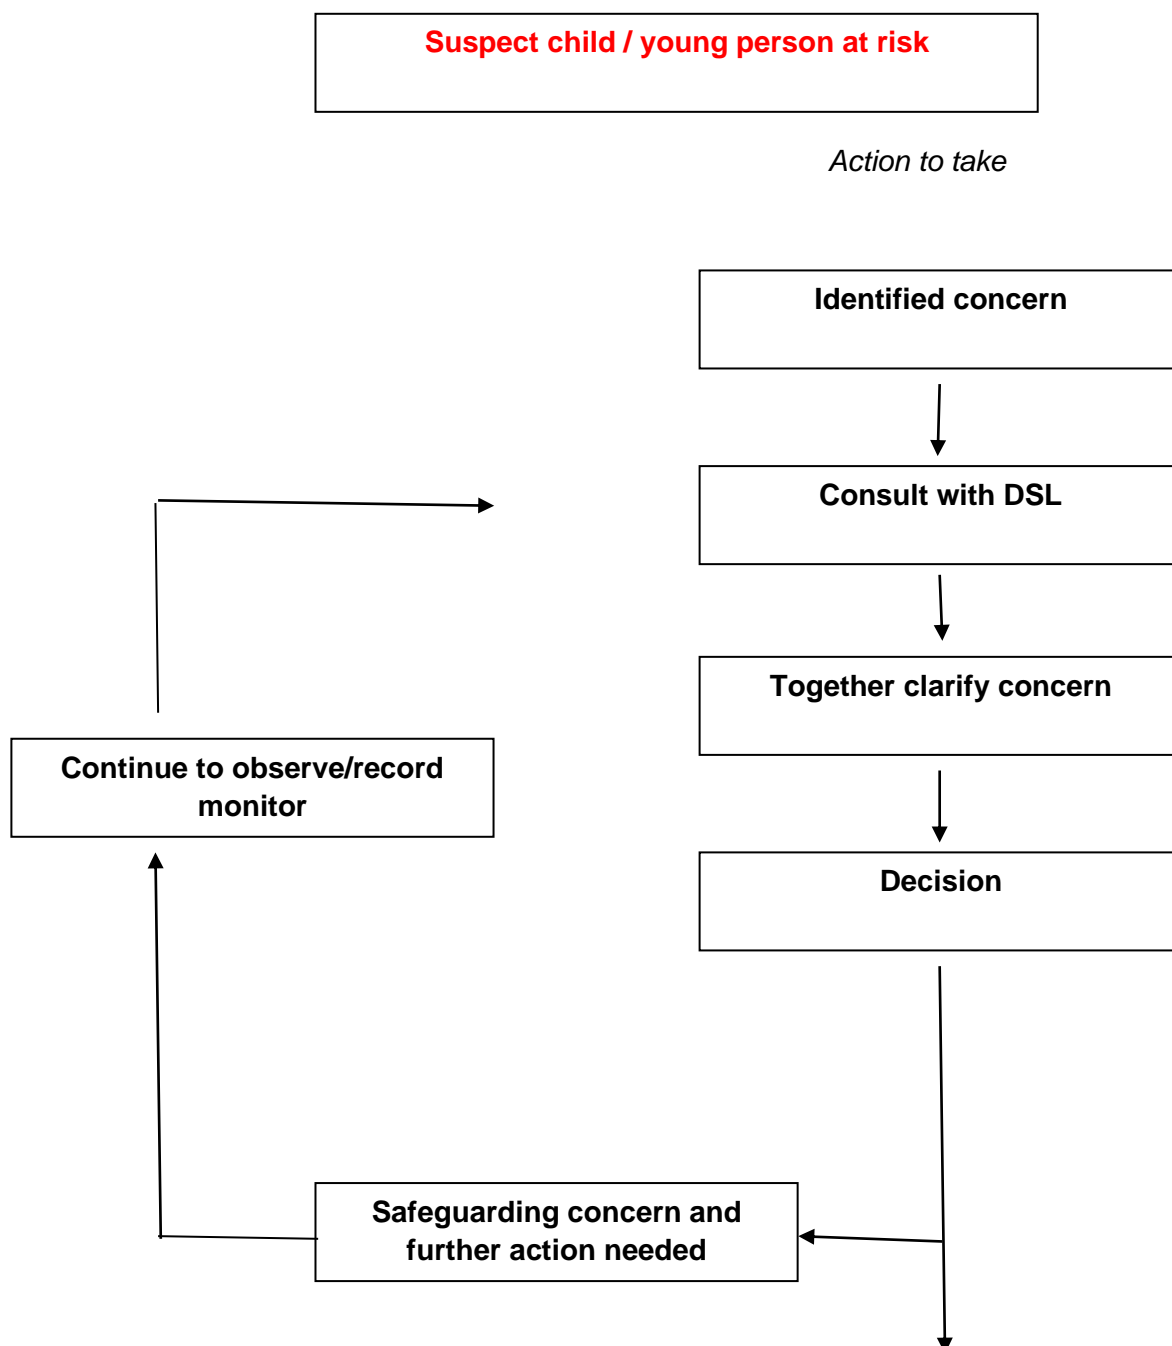 Suspect child / young person at risk
Action to take
Identified concern
Consult with DSL
Together clarify concern
Continue to observe/record
monitor
Decision
Safeguarding concern and
further action needed